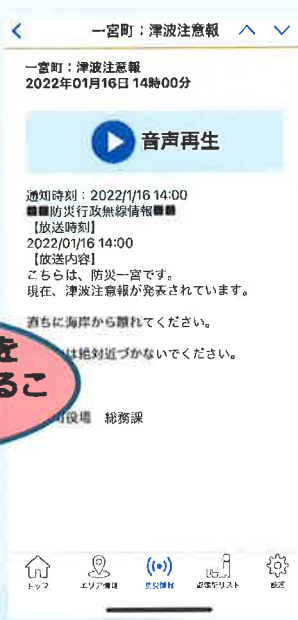 一宮町：津波注意報
一宮町：津波注意報
2022年01月16日 14時00分
音声再生
通知時刻：2022/1/16 14:00
■■防災行政無線情報■■
【放送時刻】
2022/01/16 14:00
【放送内容】
こちらは、防災一宮です。
現在、津波注意報が発表されています。
直ちに海岸から離れてください。
は絶対近づかないでください。
を
るこ
役場 総務課
トップ
エリア情報
防災情報
設定